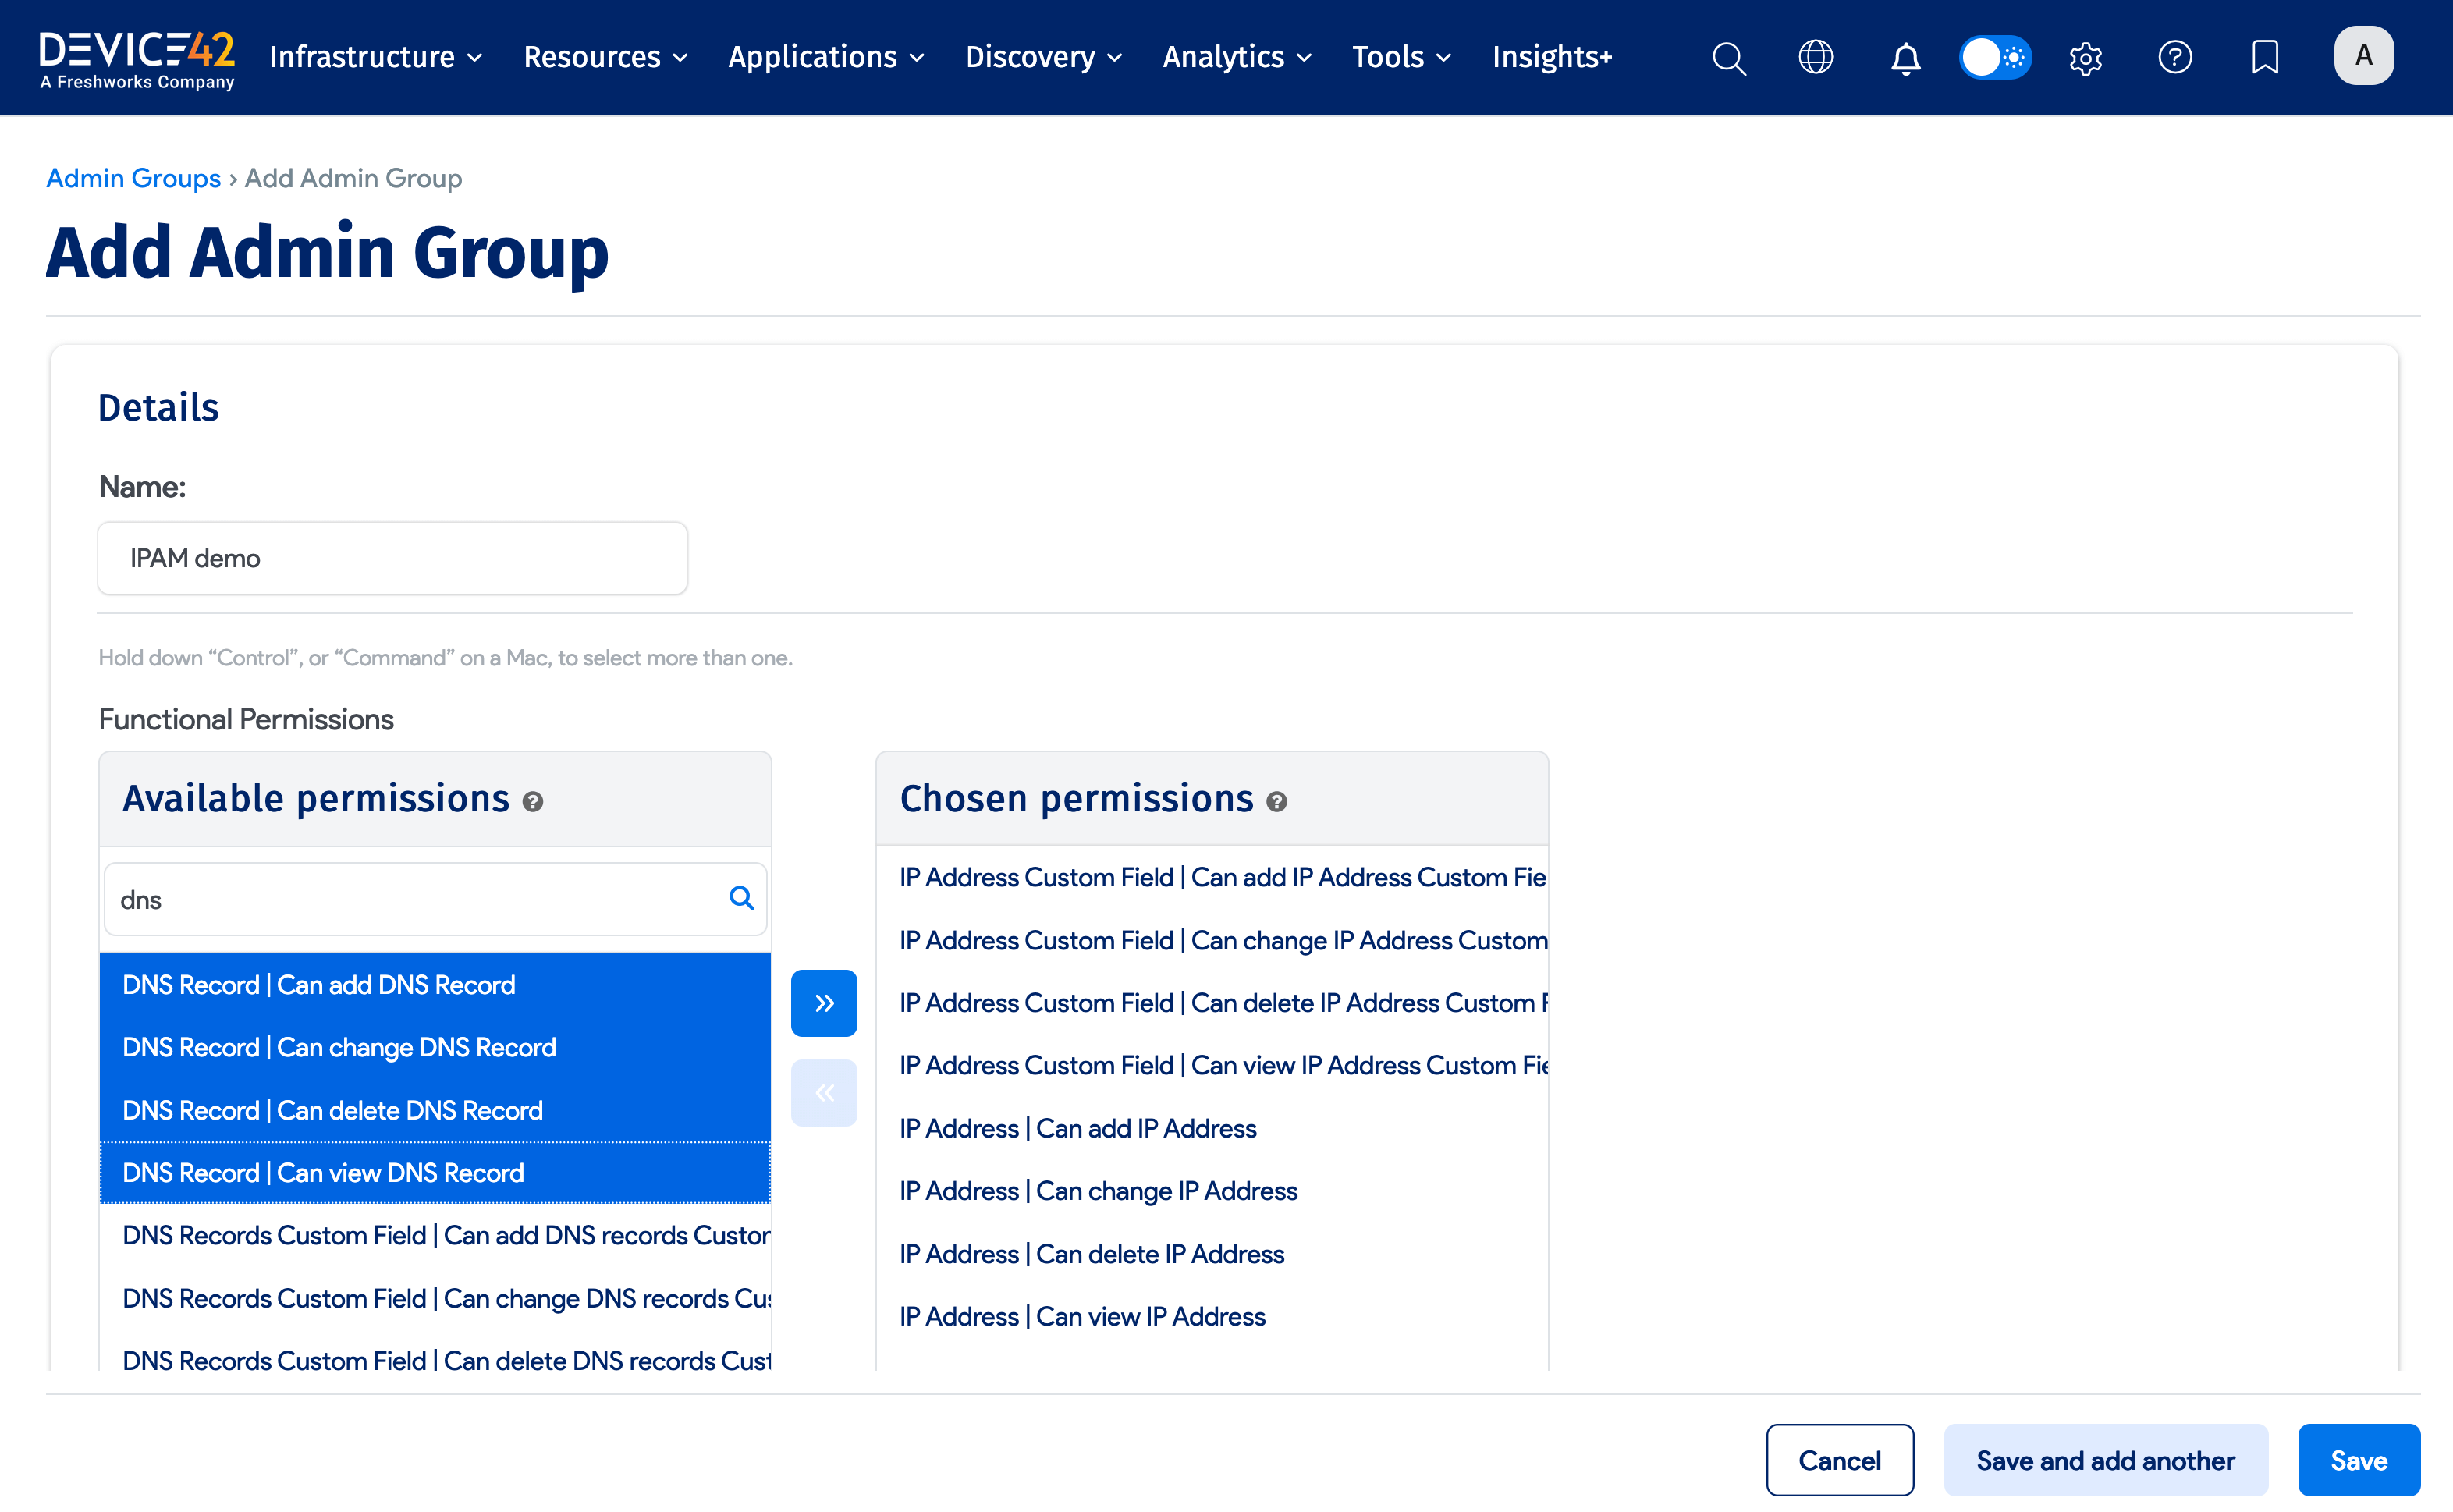 DEVICE42
A Freshworks Company
Infrastructure
Resources
Applications
Discovery
Analytics
Tools
Insights+
A
Admin Groups › Add Admin Group
Add Admin Group
Details
Name:
IPAM demo
Hold down “Control”, or “Command” on a Mac, to select more than one.
Functional Permissions
Available permissions
dns
DNS Record | Can add DNS Record
DNS Record | Can change DNS Record
DNS Record | Can delete DNS Record
DNS Record | Can view DNS Record
DNS Records Custom Field | Can add DNS records Custor
DNS Records Custom Field | Can change DNS records Cus
DNS Records Custom Field | Can delete DNS records Cust
Chosen permissions
IP Address Custom Field | Can add IP Address Custom Fie
IP Address Custom Field | Can change IP Address Custom
IP Address Custom Field | Can delete IP Address Custom F
IP Address Custom Field | Can view IP Address Custom Fie
IP Address | Can add IP Address
IP Address | Can change IP Address
IP Address | Can delete IP Address
IP Address | Can view IP Address
Cancel
Save and add another
Save